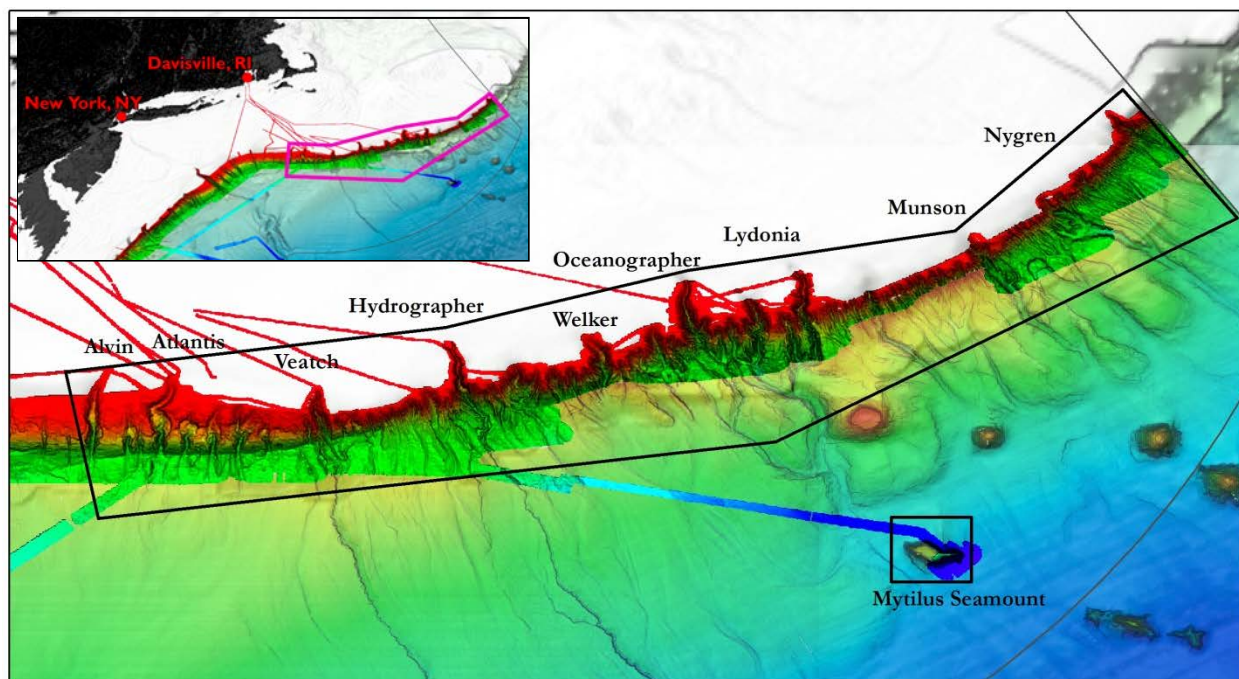 Davisville, RI
New York, NY
Nygren
Munson
Lydonia
Oceanographer
Hydrographer
Welker
Atlantis
Alvin
Veatch
Mytilus Seamount